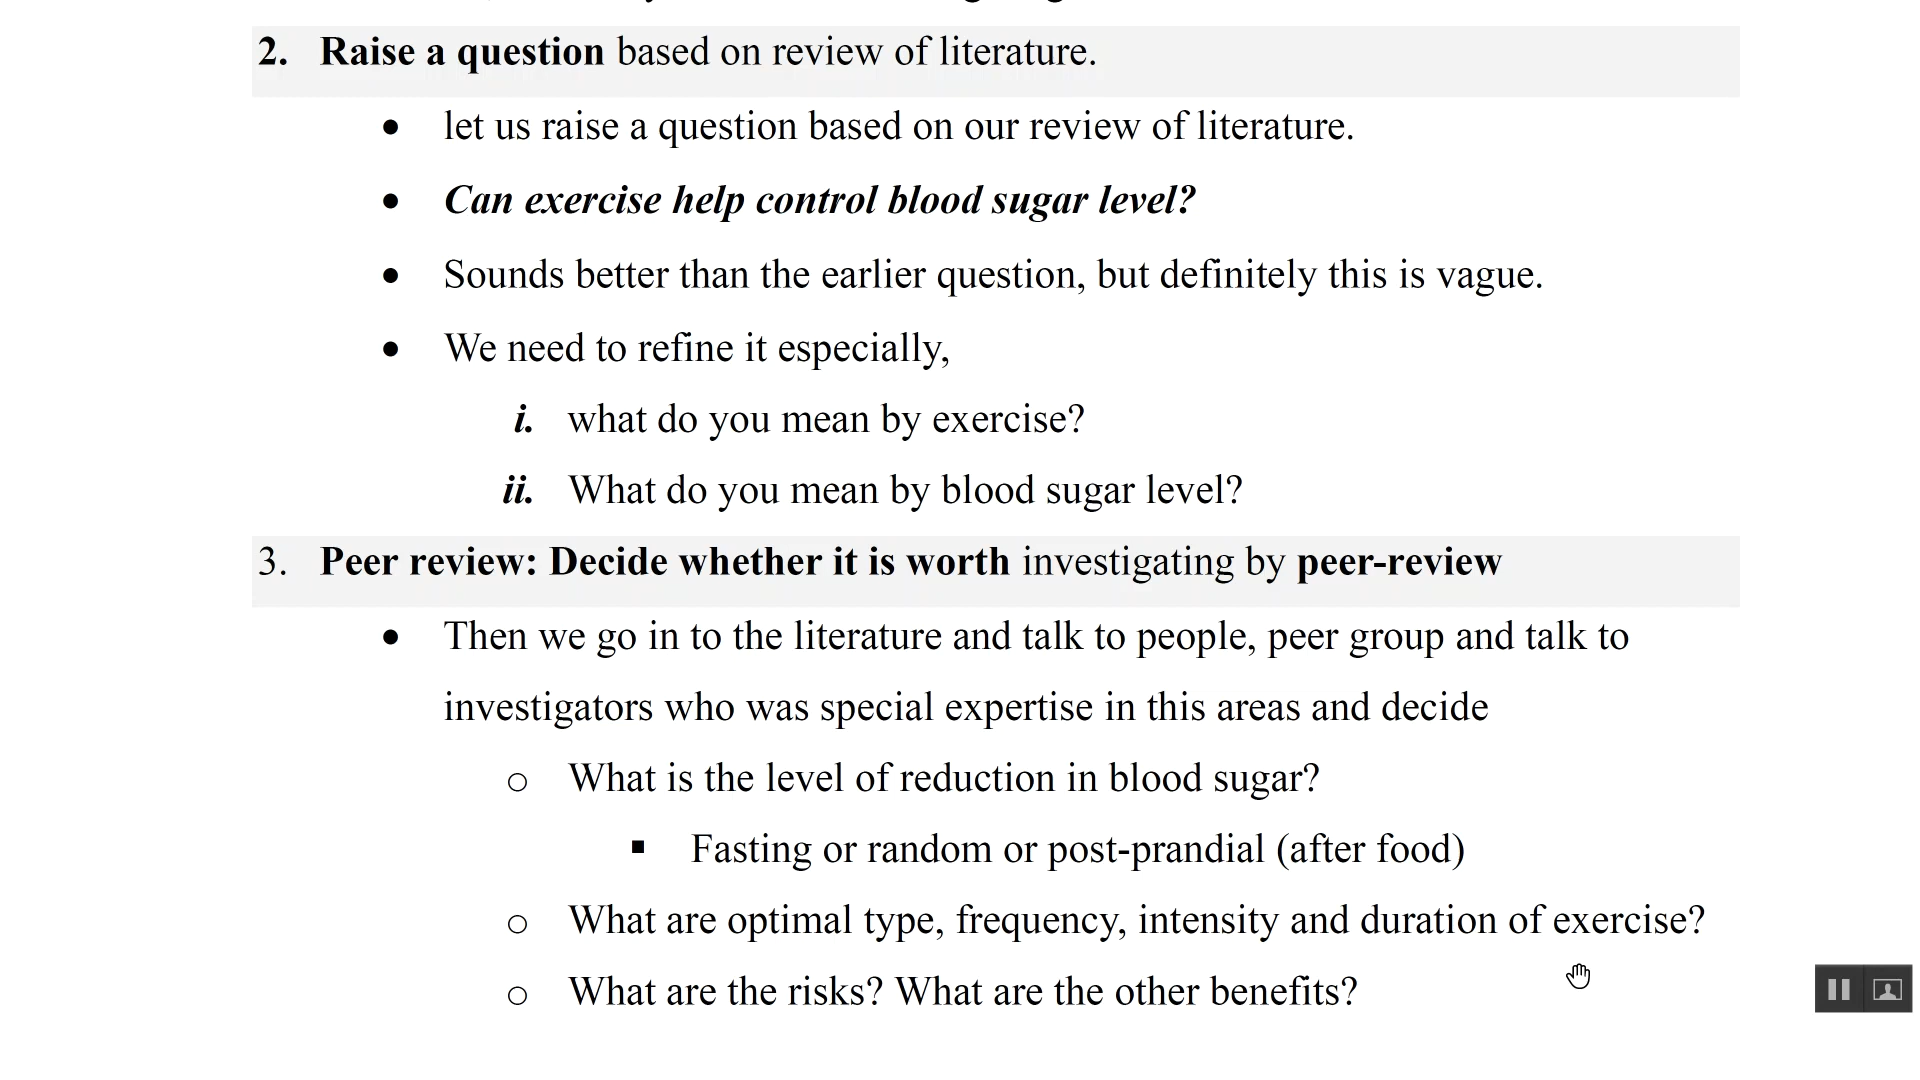 2. Raise a question based on review of literature.
• let us raise a question based on our review of literature.
• Can exercise help control blood sugar level?
• Sounds better than the earlier question, but definitely this is vague.
• We need to refine it especially,
i. what do you mean by exercise?
ii. What do you mean by blood sugar level?
3. Peer review: Decide whether it is worth investigating by peer-review
• Then we go in to the literature and talk to people, peer group and talk to
investigators who was special expertise in this areas and decide
o What is the level of reduction in blood sugar?
▪ Fasting or random or post-prandial (after food)
o What are optimal type, frequency, intensity and duration of exercise?
o What are the risks? What are the other benefits?